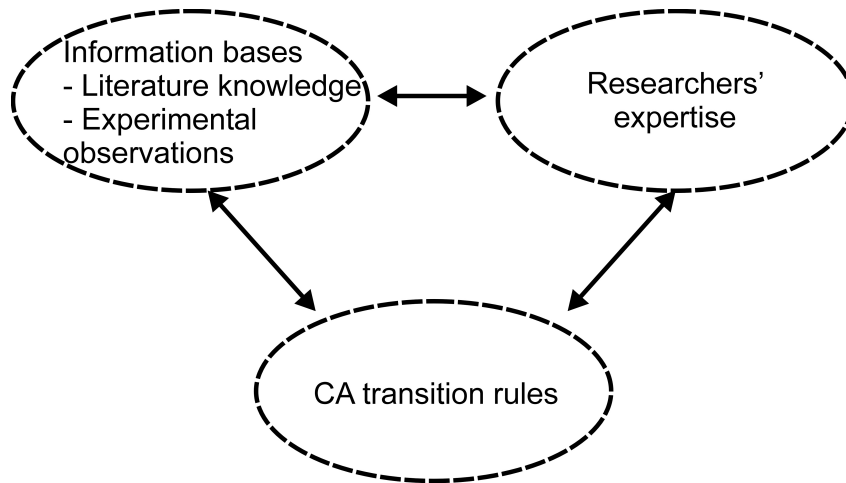 Information bases
- Literature knowledge
- Experimental
observations
Researchers’
expertise
CA transition rules